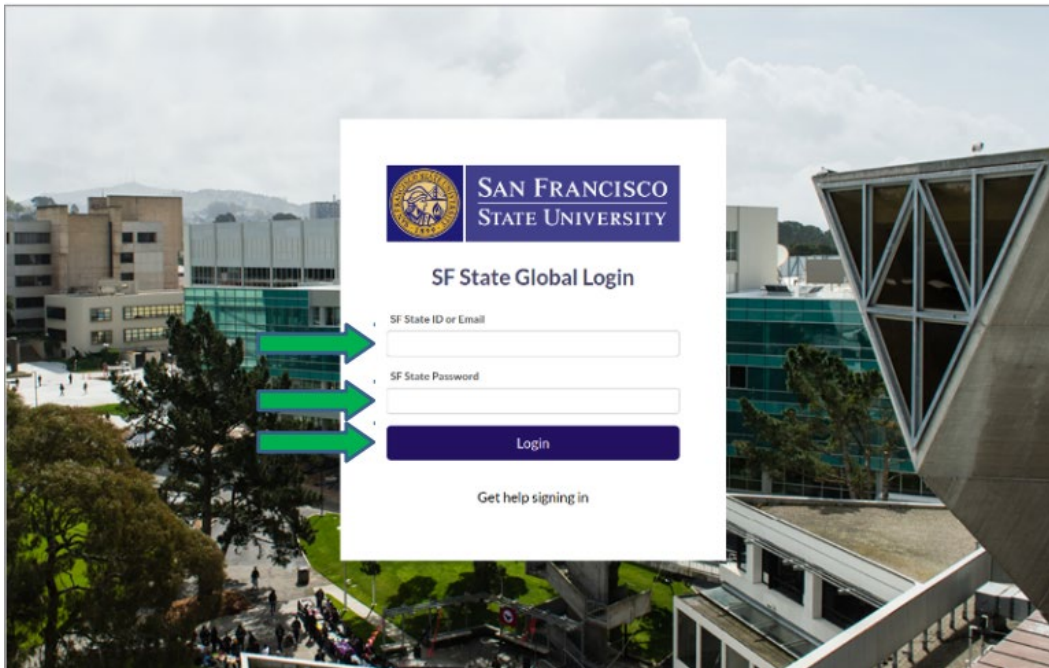 SAN FRANCISCO
STATE UNIVERSITY
SF State Global Login
SF State ID or Email
SF State Password
Login
Get help signing in